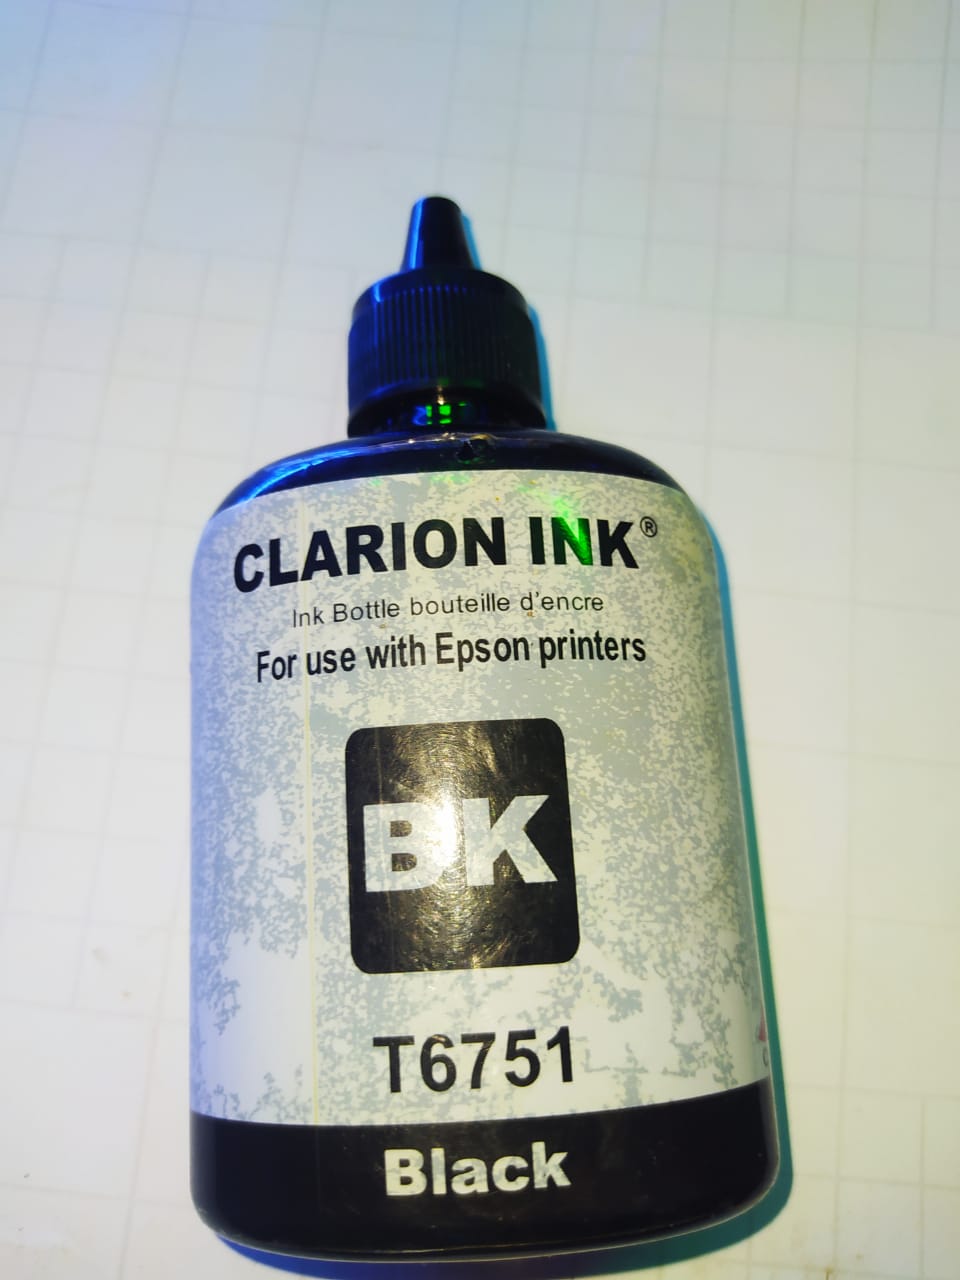 CLARION INK®
Ink Bottle bouteille d'encre
For use with Epson printers
BK
T6751
Black